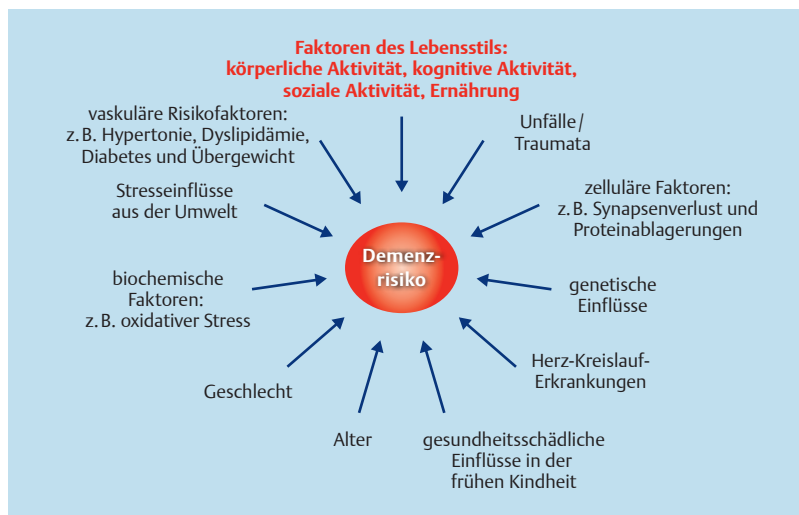 Faktoren des Lebensstils:
körperliche Aktivität, kognitive Aktivität,
soziale Aktivität, Ernährung
vaskuläre Risikofaktoren:
z. B. Hypertonie, Dyslipidämie,
Diabetes und Übergewicht
Unfälle/
Traumata
Stresseinflüsse
aus der Umwelt
zelluläre Faktoren:
z. B. Synapsenverlust und
Proteinablagerungen
Demenz-
risiko
biochemische
Faktoren:
z. B. oxidativer Stress
genetische
Einflüsse
Geschlecht
Herz-Kreislauf-
Erkrankungen
Alter
gesundheitsschädliche
Einflüsse in der
frühen Kindheit